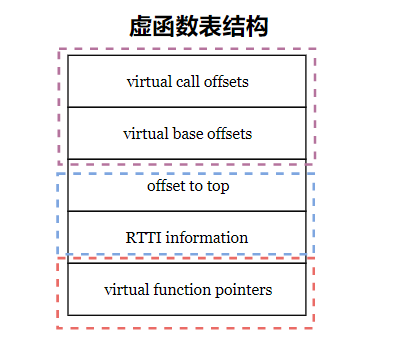 虚函数表结构
virtual call offsets
virtual base offsets
offset to top
RTTI information
virtual function pointers